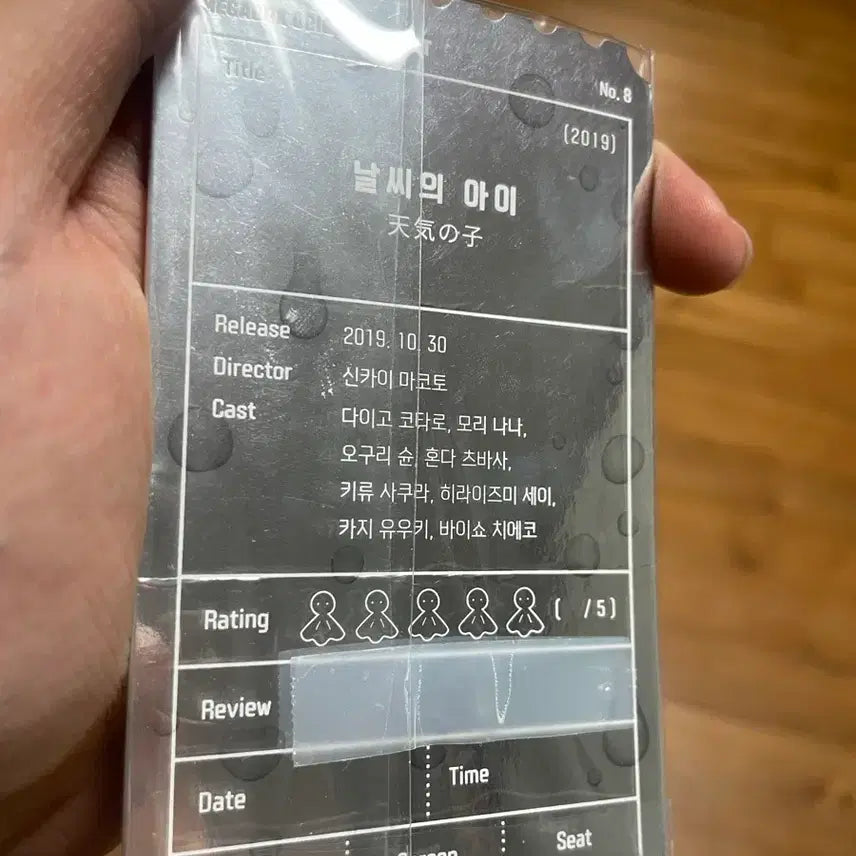 Title
No. 8
(2019)
날씨의 아이
天気の子
Release 2019. 10. 30
Director 신카이 마코토
Cast 다이고 코타로, 모리 나나,
오구리 슌, 혼다 츠바사,
키류 사쿠라, 히라이즈미 세이,
카지 유우키, 바이쇼 치에코
Rating ( /5)
Review
Date Time
Seat